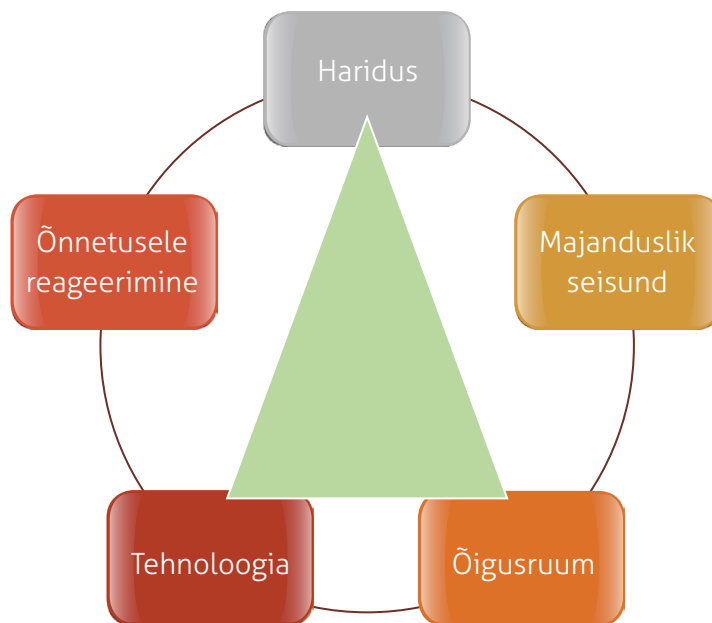 Haridus
Õnnetusele
reageerimine
Majanduslik
seisund
Tehnoloogia
Õigusruum